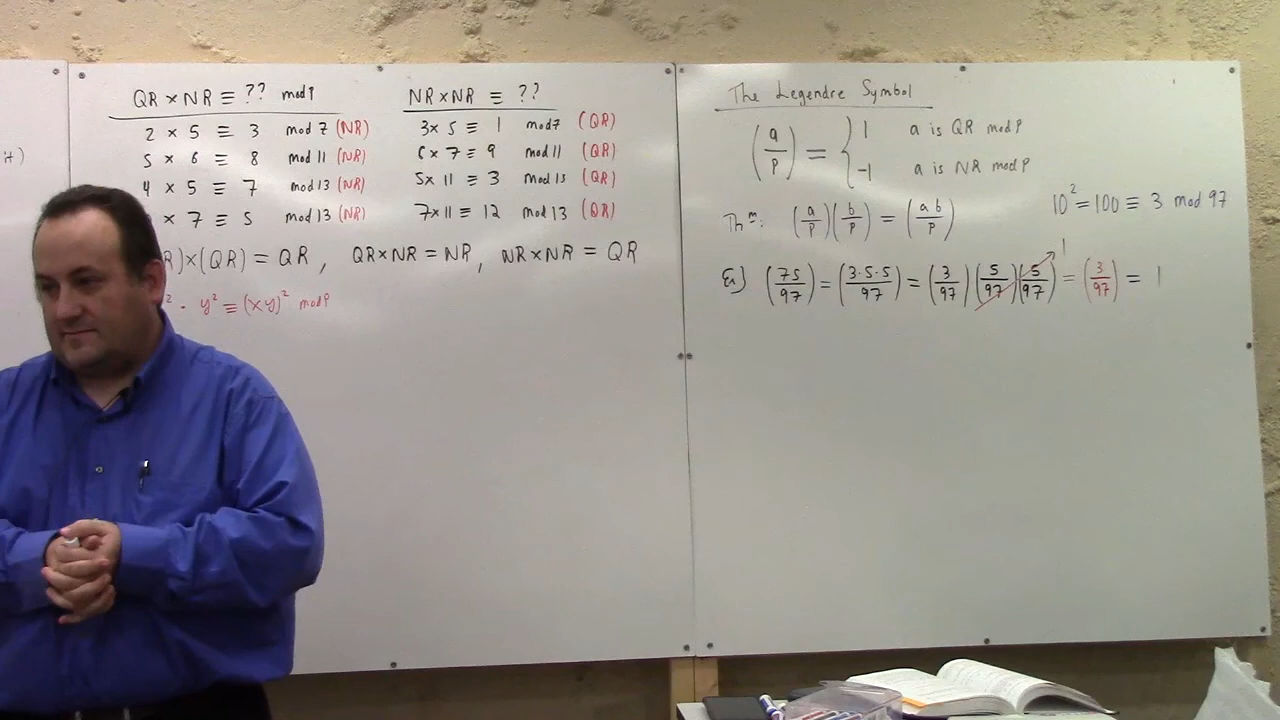 H)
QR × NR ≡ ?? mod p
2 × 5 ≡ 3 mod 7 (NR)
5 × 6 ≡ 8 mod 11 (NR)
4 × 5 ≡ 7 mod 13 (NR)
× 7 ≡ 5 mod 13 (NR)
NR × NR ≡ ??
3 × 5 ≡ 1 mod 7 (QR)
6 × 7 ≡ 9 mod 11 (QR)
5 × 11 ≡ 3 mod 13 (QR)
7 × 11 ≡ 12 mod 13 (QR)
R) × (QR) = QR , QR × NR = NR , NR × NR = QR
² · y² ≡ (xy)² mod p
The Legendre Symbol
(a/p) = { 1 a is QR mod p
-1 a is NR mod p
10² = 100 ≡ 3 mod 97
Thm: (a/p)(b/p) = (ab/p)
Ex) (75/97) = (3·5·5/97) = (3/97)(5/97)(5/97) 1 = (3/97) = 1